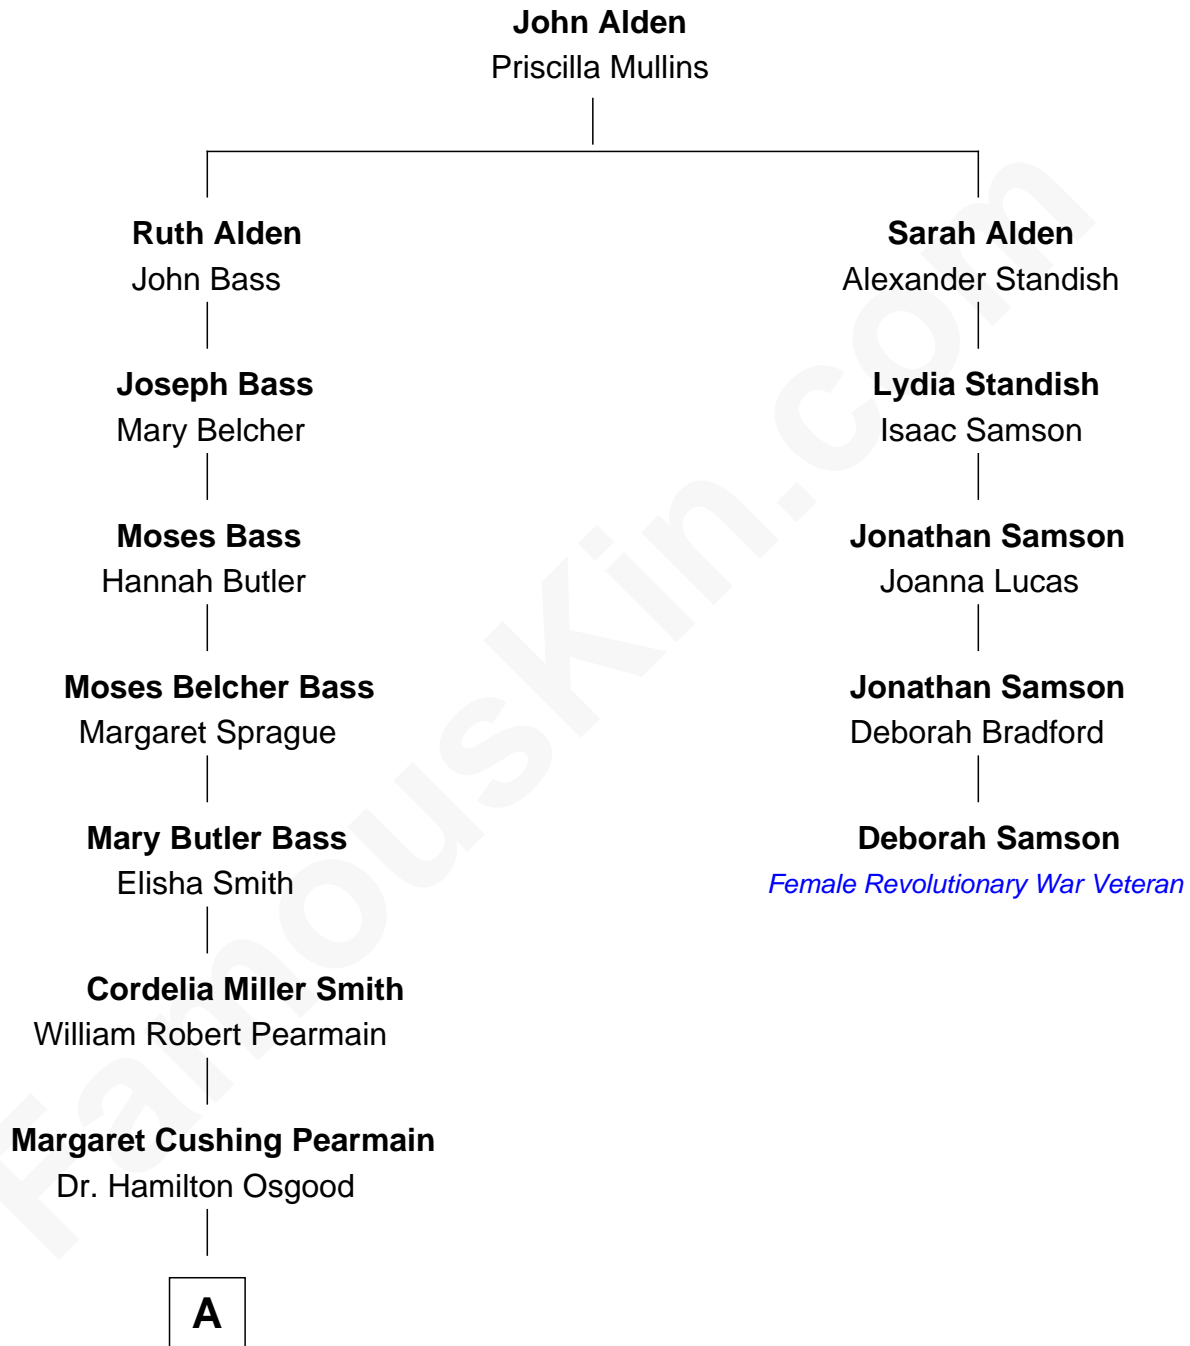 John Alden
Priscilla Mullins
Ruth Alden
John Bass
Joseph Bass
Mary Belcher
Moses Bass
Hannah Butler
Moses Belcher Bass
Margaret Sprague
Mary Butler Bass
Elisha Smith
Cordelia Miller Smith
William Robert Pearmain
Margaret Cushing Pearmain
Dr. Hamilton Osgood
A
Sarah Alden
Alexander Standish
Lydia Standish
Isaac Samson
Jonathan Samson
Joanna Lucas
Jonathan Samson
Deborah Bradford
Deborah Samson
Female Revolutionary War Veteran
FamousKin.com